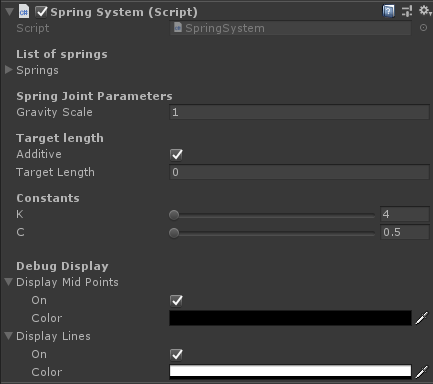 Spring System (Script)
Script SpringSystem
List of springs
Springs
Spring Joint Parameters
Gravity Scale 1
Target length
Additive
Target Length 0
Constants
K 4
C 0.5
Debug Display
Display Mid Points
On
Color
Display Lines
On
Color